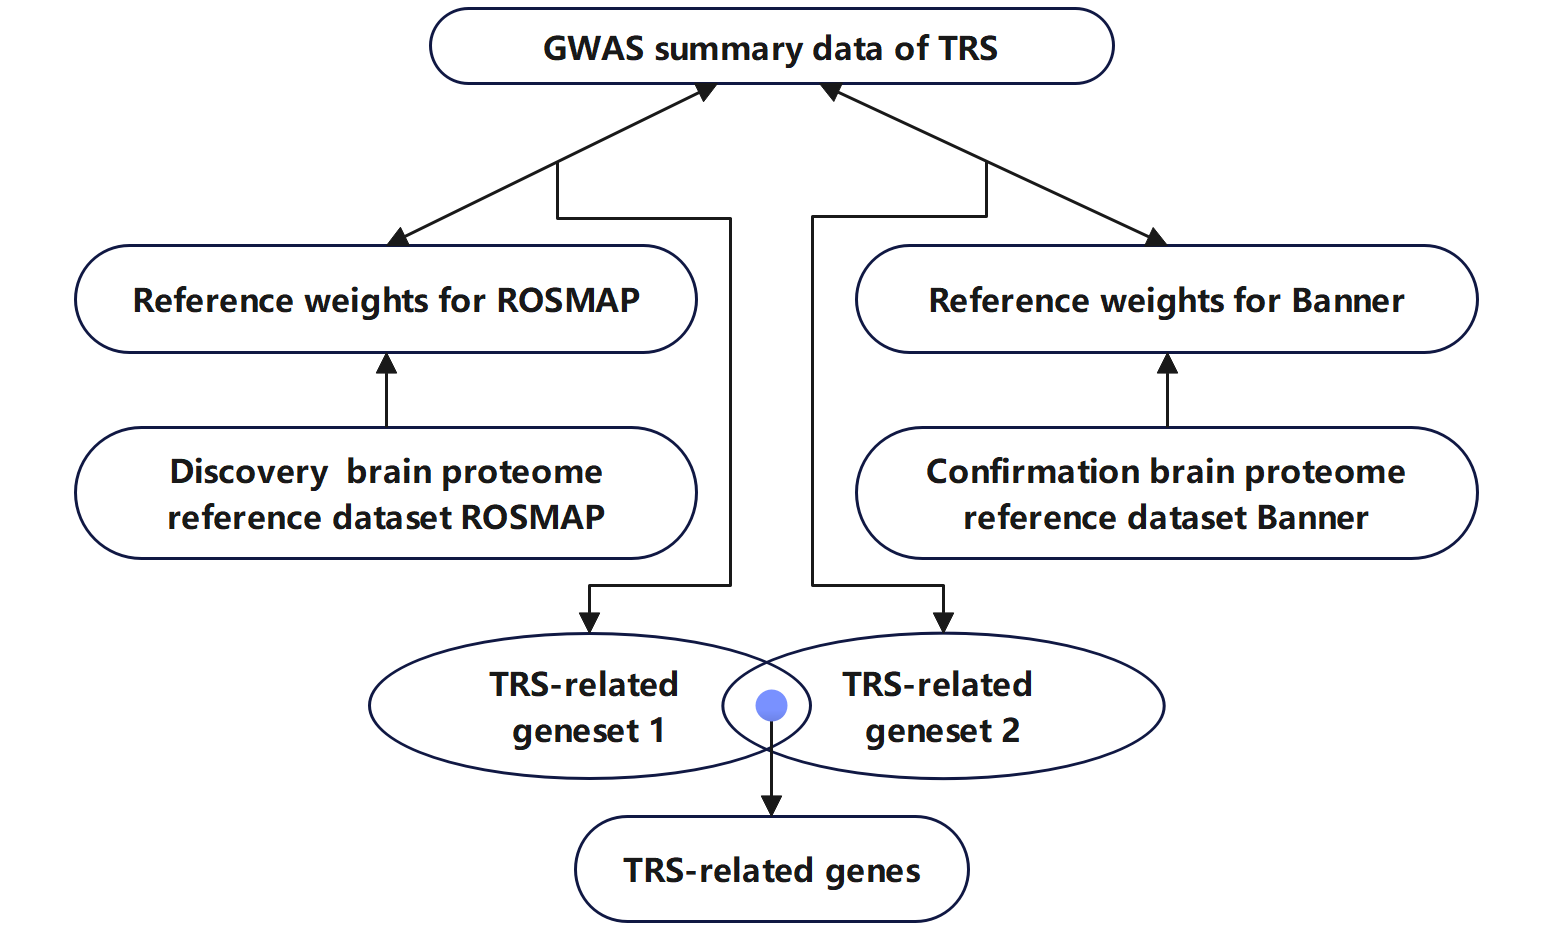 GWAS summary data of TRS
Reference weights for ROSMAP
Reference weights for Banner
Discovery brain proteome
reference dataset ROSMAP
Confirmation brain proteome
reference dataset Banner
TRS-related
geneset 1
TRS-related
geneset 2
TRS-related genes